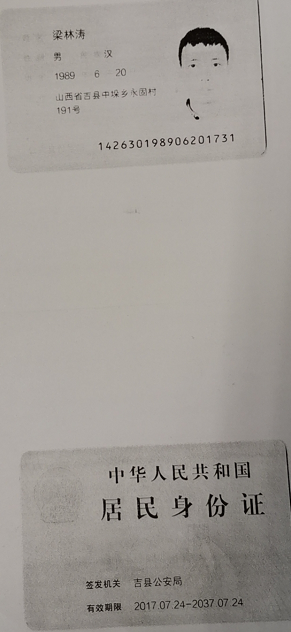 梁林涛
男 汉
1989 6 20
山西省吉县中垛乡永固村
191号
142630198906201731
中华人民共和国
居民身份证
签发机关 吉县公安局
有效期限 2017.07.24-2037.07.24